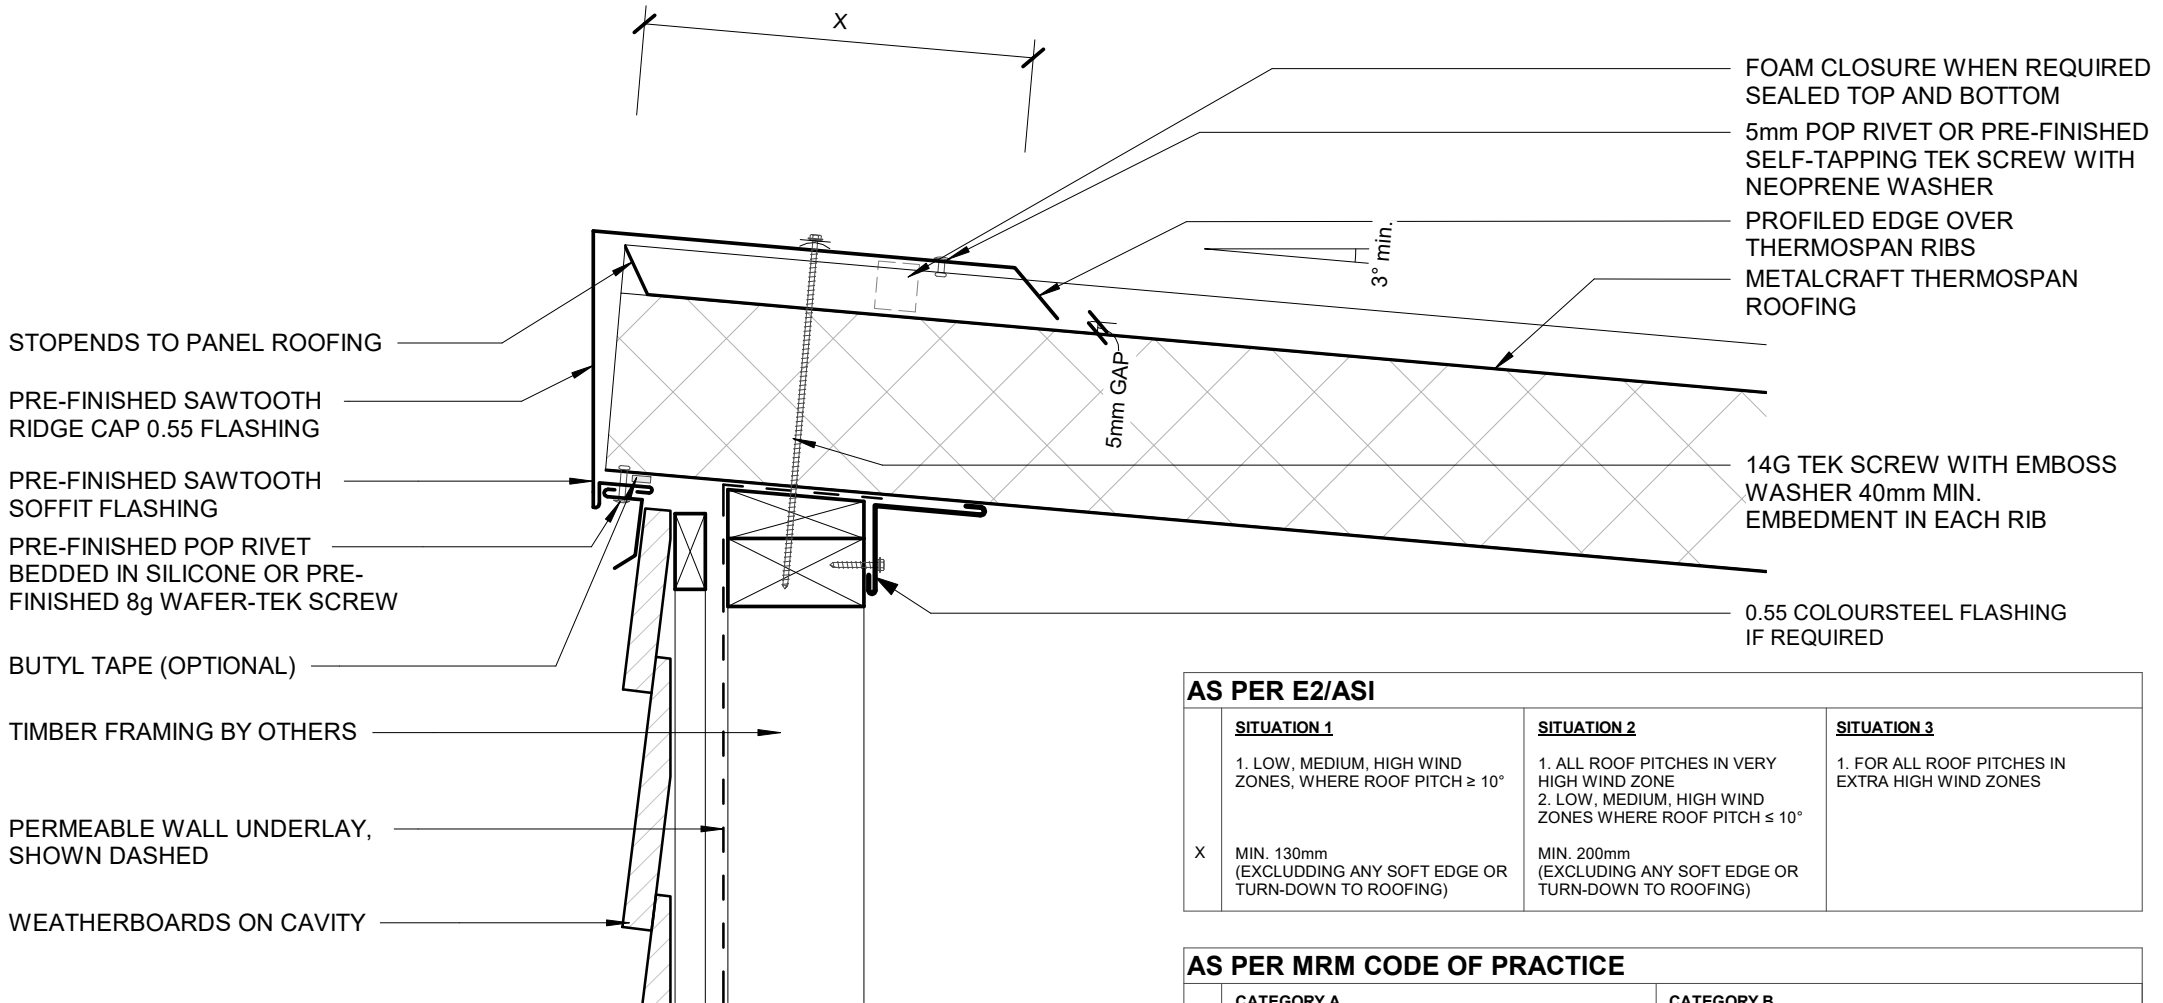 X
FOAM CLOSURE WHEN REQUIRED
SEALED TOP AND BOTTOM
5mm POP RIVET OR PRE-FINISHED
SELF-TAPPING TEK SCREW WITH
NEOPRENE WASHER
PROFILED EDGE OVER
THERMOSPAN RIBS
METALCRAFT THERMOSPAN
ROOFING
3° min.
5mm GAP
STOPENDS TO PANEL ROOFING
PRE-FINISHED SAWTOOTH
RIDGE CAP 0.55 FLASHING
PRE-FINISHED SAWTOOTH
SOFFIT FLASHING
PRE-FINISHED POP RIVET
BEDDED IN SILICONE OR PRE-
FINISHED 8g WAFER-TEK SCREW
BUTYL TAPE (OPTIONAL)
TIMBER FRAMING BY OTHERS
PERMEABLE WALL UNDERLAY,
SHOWN DASHED
WEATHERBOARDS ON CAVITY
14G TEK SCREW WITH EMBOSS
WASHER 40mm MIN.
EMBEDMENT IN EACH RIB
0.55 COLOURSTEEL FLASHING
IF REQUIRED
AS PER E2/ASI
SITUATION 1
1. LOW, MEDIUM, HIGH WIND
ZONES, WHERE ROOF PITCH ≥ 10°
SITUATION 2
1. ALL ROOF PITCHES IN VERY
HIGH WIND ZONE
2. LOW, MEDIUM, HIGH WIND
ZONES WHERE ROOF PITCH ≤ 10°
SITUATION 3
1. FOR ALL ROOF PITCHES IN
EXTRA HIGH WIND ZONES
X
MIN. 130mm
(EXCLUDDING ANY SOFT EDGE OR
TURN-DOWN TO ROOFING)
MIN. 200mm
(EXCLUDING ANY SOFT EDGE OR
TURN-DOWN TO ROOFING)
AS PER MRM CODE OF PRACTICE
CATEGORY A
CATEGORY B